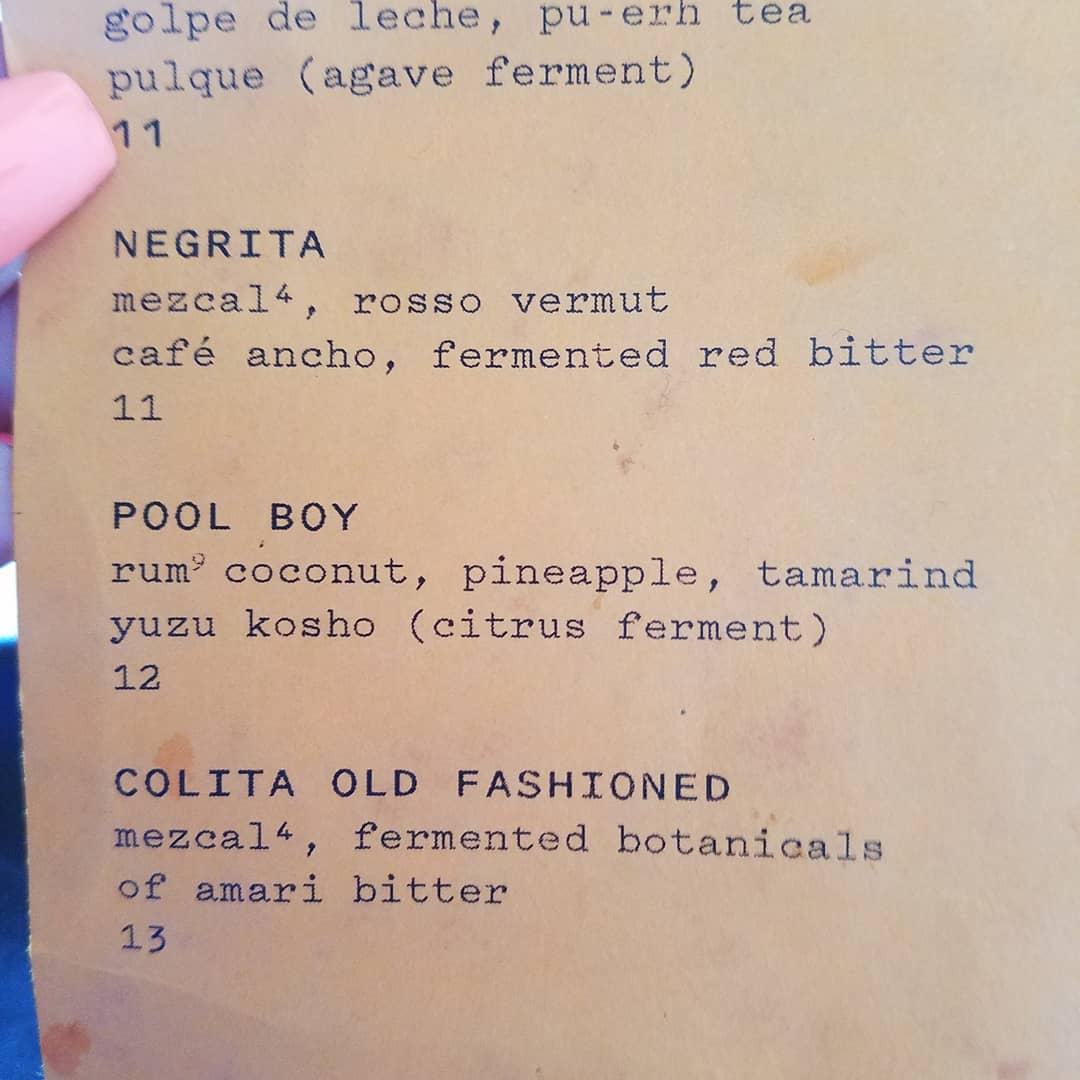 golpe de leche, pu-erh tea
pulque (agave ferment)
11
NEGRITA
mezcal⁴, rosso vermut
café ancho, fermented red bitter
11
POOL BOY
rum⁹ coconut, pineapple, tamarind
yuzu kosho (citrus ferment)
12
COLITA OLD FASHIONED
mezcal⁴, fermented botanicals
of amari bitter
13